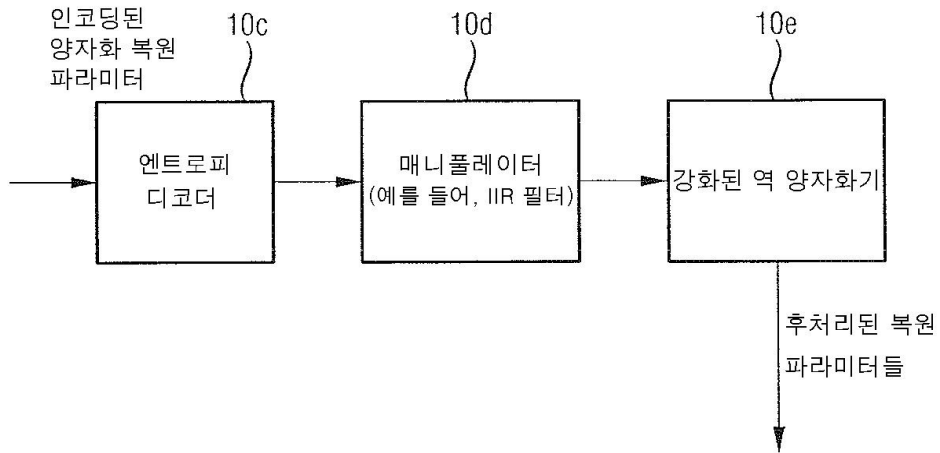 인코딩된
양자화 복원
파라미터
10c
10d
10e
엔트로피
디코더
매니풀레이터
(예를 들어, IIR 필터)
강화된 역 양자화기
후처리된 복원
파라미터들